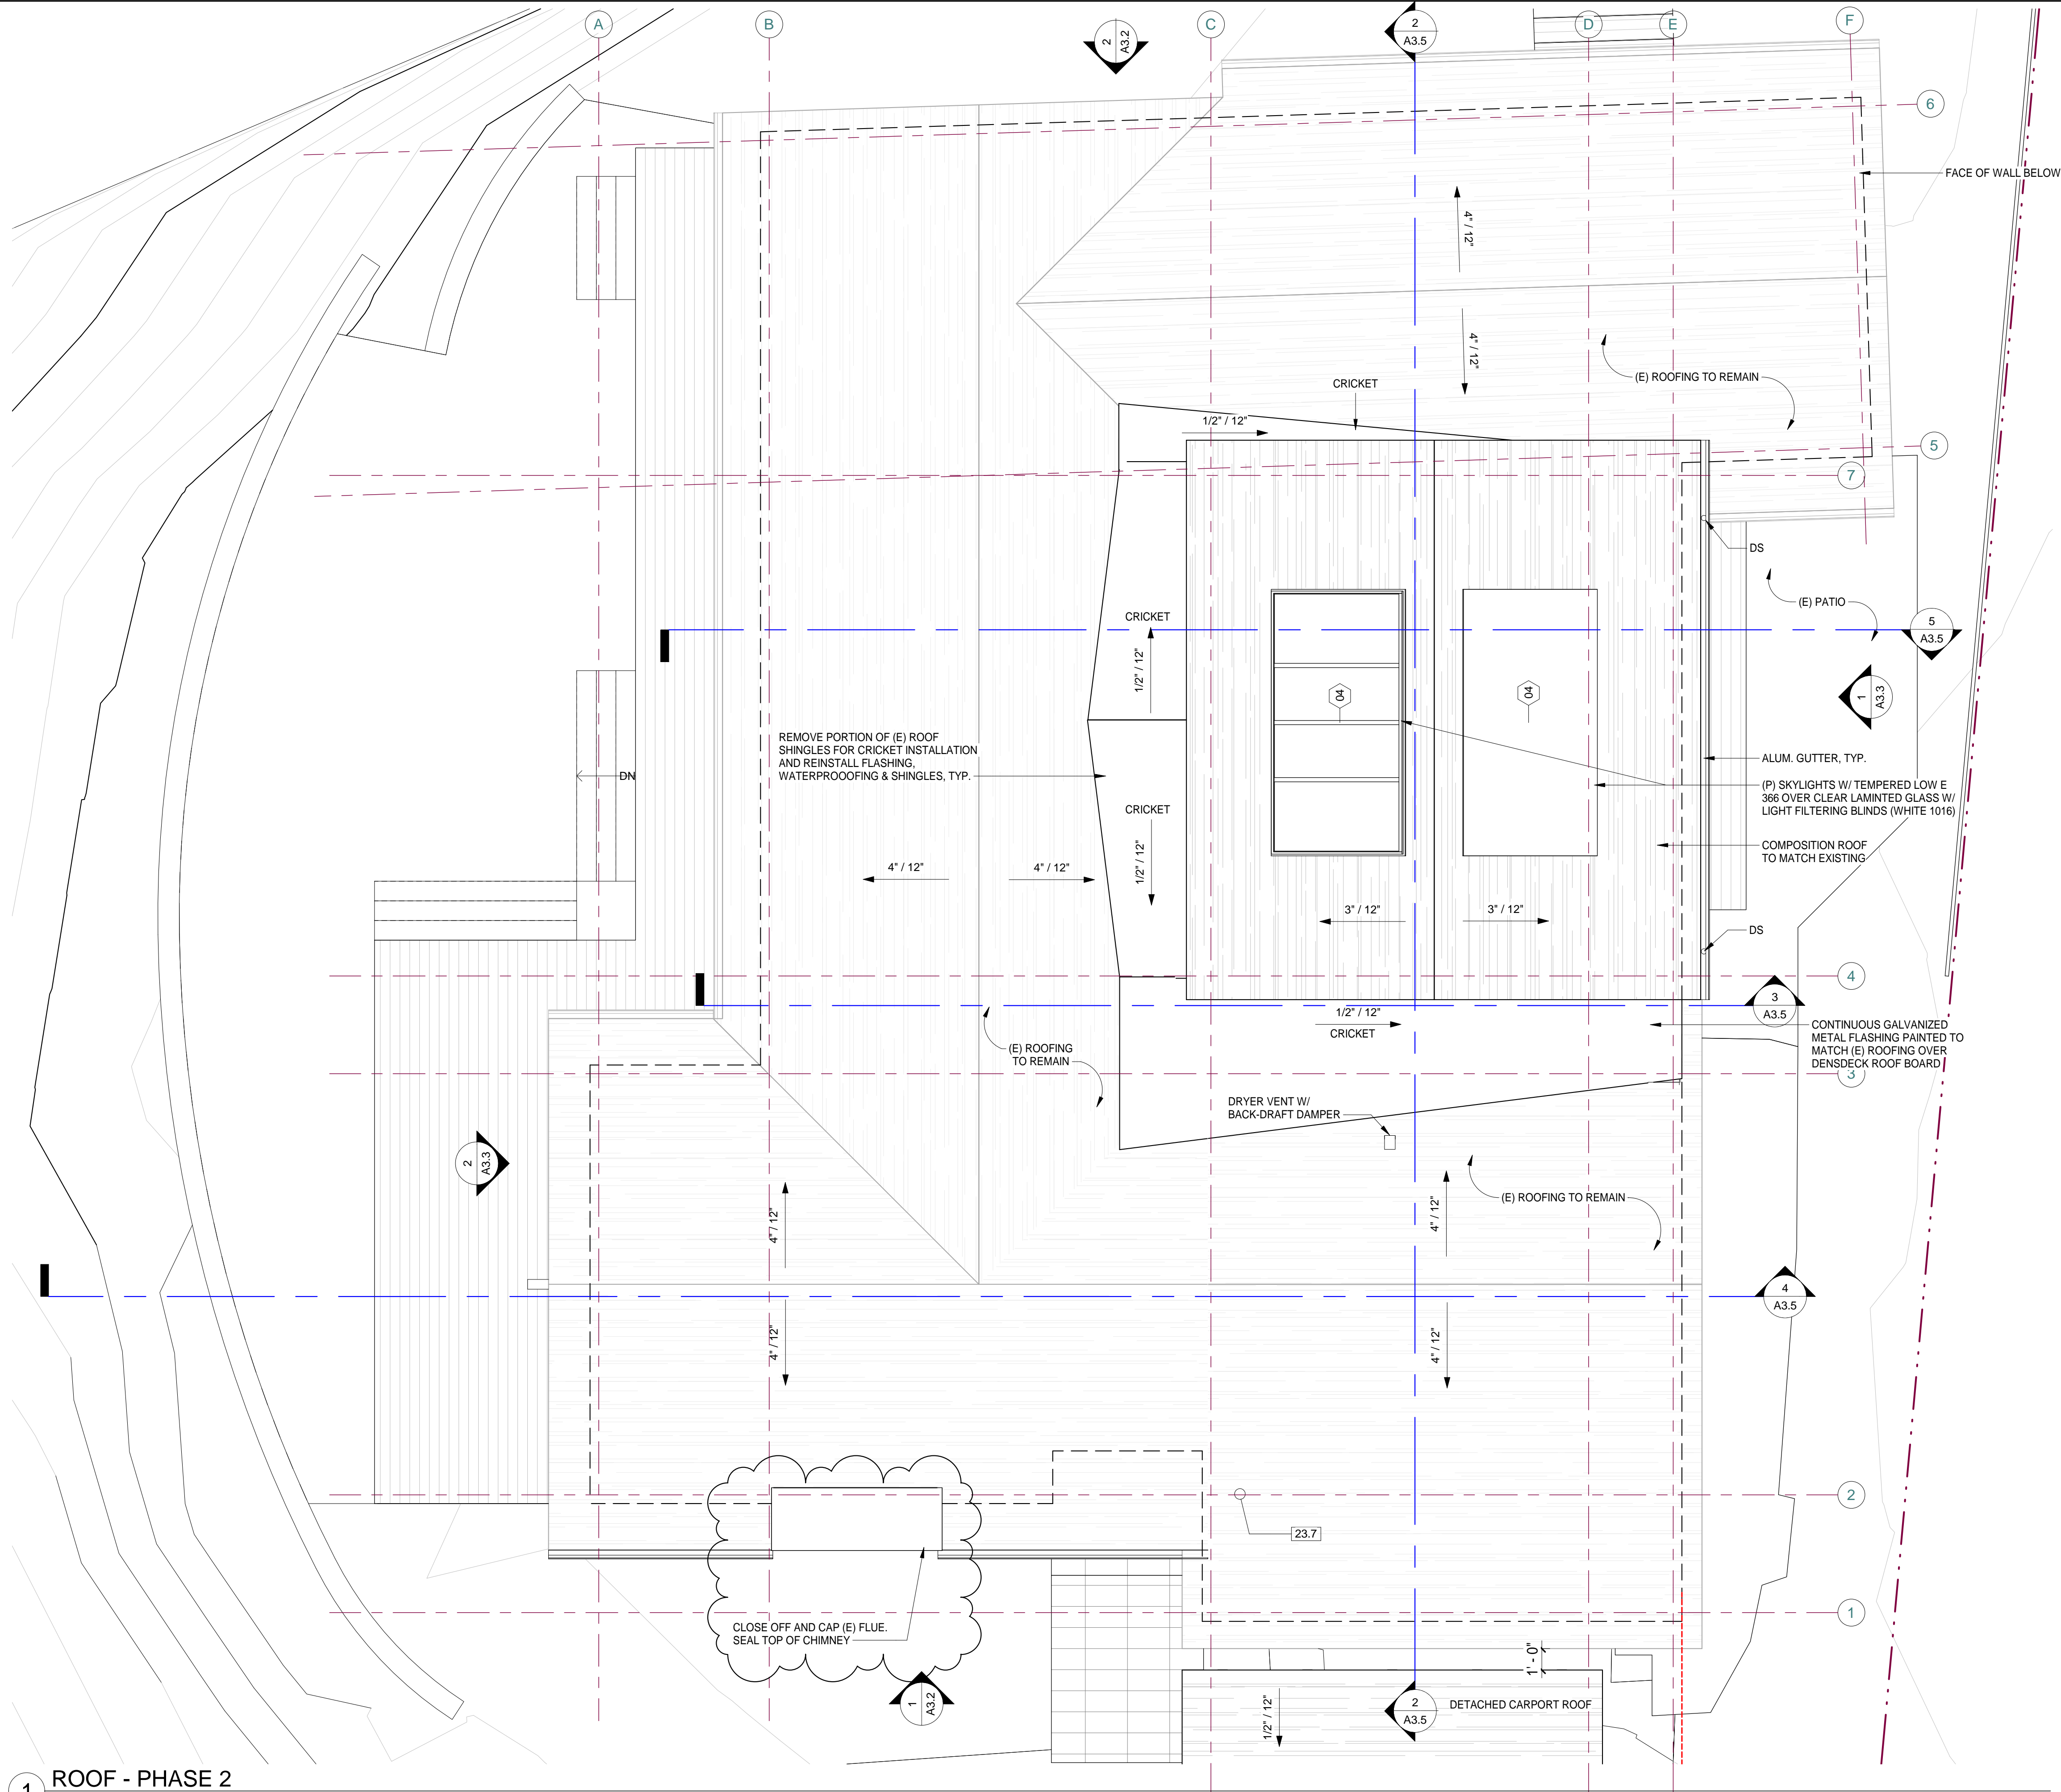 A
B
2
A3.2
C
2
A3.5
D
E
F
6
FACE OF WALL BELOW
4" / 12"
4" / 12"
(E) ROOFING TO REMAIN
CRICKET
1/2" / 12"
5
7
DS
(E) PATIO
CRICKET
1/2" / 12"
5
A3.5
04
04
1
A3.3
REMOVE PORTION OF (E) ROOF
SHINGLES FOR CRICKET INSTALLATION
AND REINSTALL FLASHING,
WATERPROOOFING & SHINGLES, TYP.
DN
ALUM. GUTTER, TYP.
(P) SKYLIGHTS W/ TEMPERED LOW E
366 OVER CLEAR LAMINTED GLASS W/
LIGHT FILTERING BLINDS (WHITE 1016)
CRICKET
1/2" / 12"
COMPOSITION ROOF
TO MATCH EXISTING
4" / 12"
4" / 12"
3" / 12"
3" / 12"
DS
4
3
A3.5
1/2" / 12"
CRICKET
CONTINUOUS GALVANIZED
METAL FLASHING PAINTED TO
MATCH (E) ROOFING OVER
DENSDECK ROOF BOARD
(E) ROOFING
TO REMAIN
3
DRYER VENT W/
BACK-DRAFT DAMPER
2
A3.3
4" / 12"
4" / 12"
(E) ROOFING TO REMAIN
4
A3.5
4" / 12"
4" / 12"
2
23.7
1
CLOSE OFF AND CAP (E) FLUE.
SEAL TOP OF CHIMNEY
1' - 0"
1
A3.2
1/2" / 12"
2
A3.5
DETACHED CARPORT ROOF
1
ROOF - PHASE 2